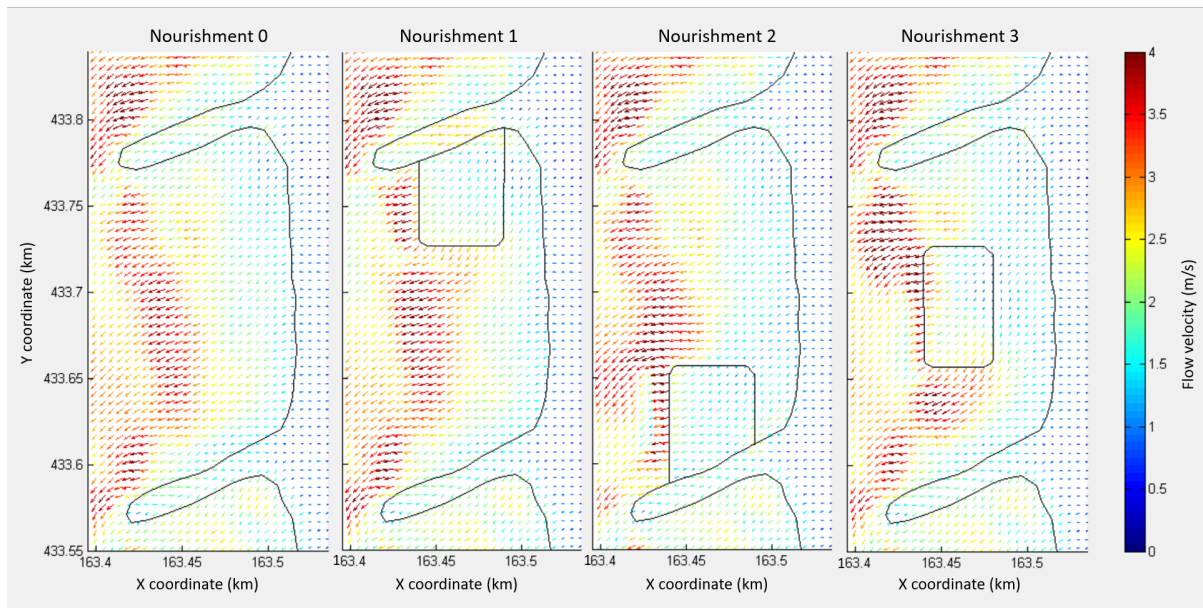 Nourishment 0
Nourishment 1
Nourishment 2
Nourishment 3
433.8
433.75
433.7
433.65
433.6
433.55
Y coordinate (km)
163.4 163.45 163.5
163.4 163.45 163.5
163.4 163.45 163.5
163.4 163.45 163.5
X coordinate (km)
X coordinate (km)
X coordinate (km)
X coordinate (km)
4
3.5
3
2.5
2
1.5
1
0.5
0
Flow velocity (m/s)